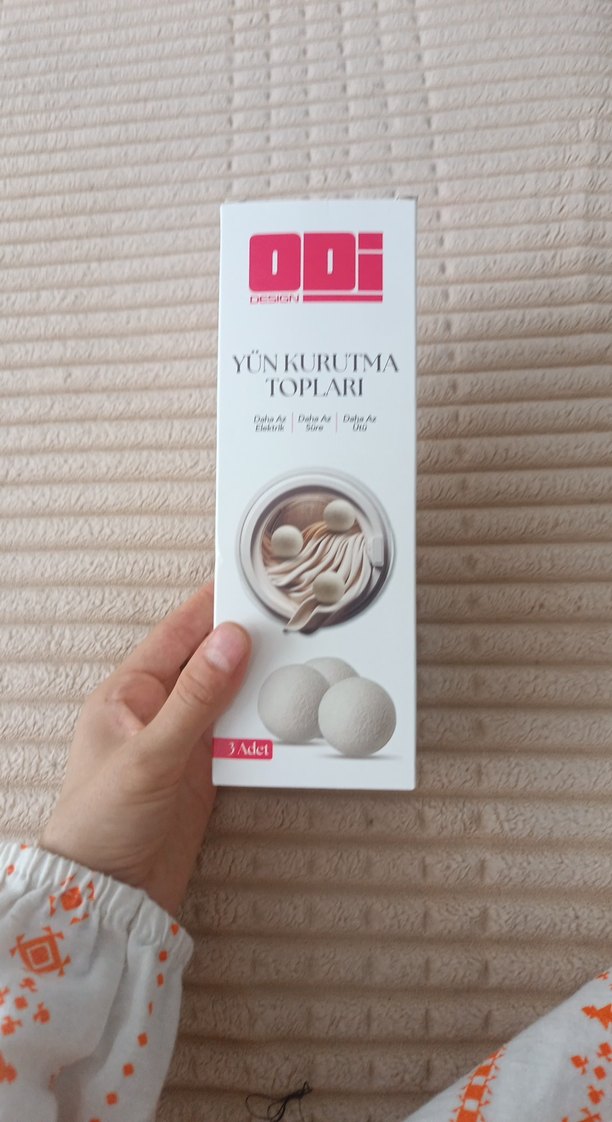 ODİ
DESIGN
YÜN KURUTMA
TOPLARI
Daha Az Daha Az Daha Az
Elektrik Süre Ütü
3 Adet